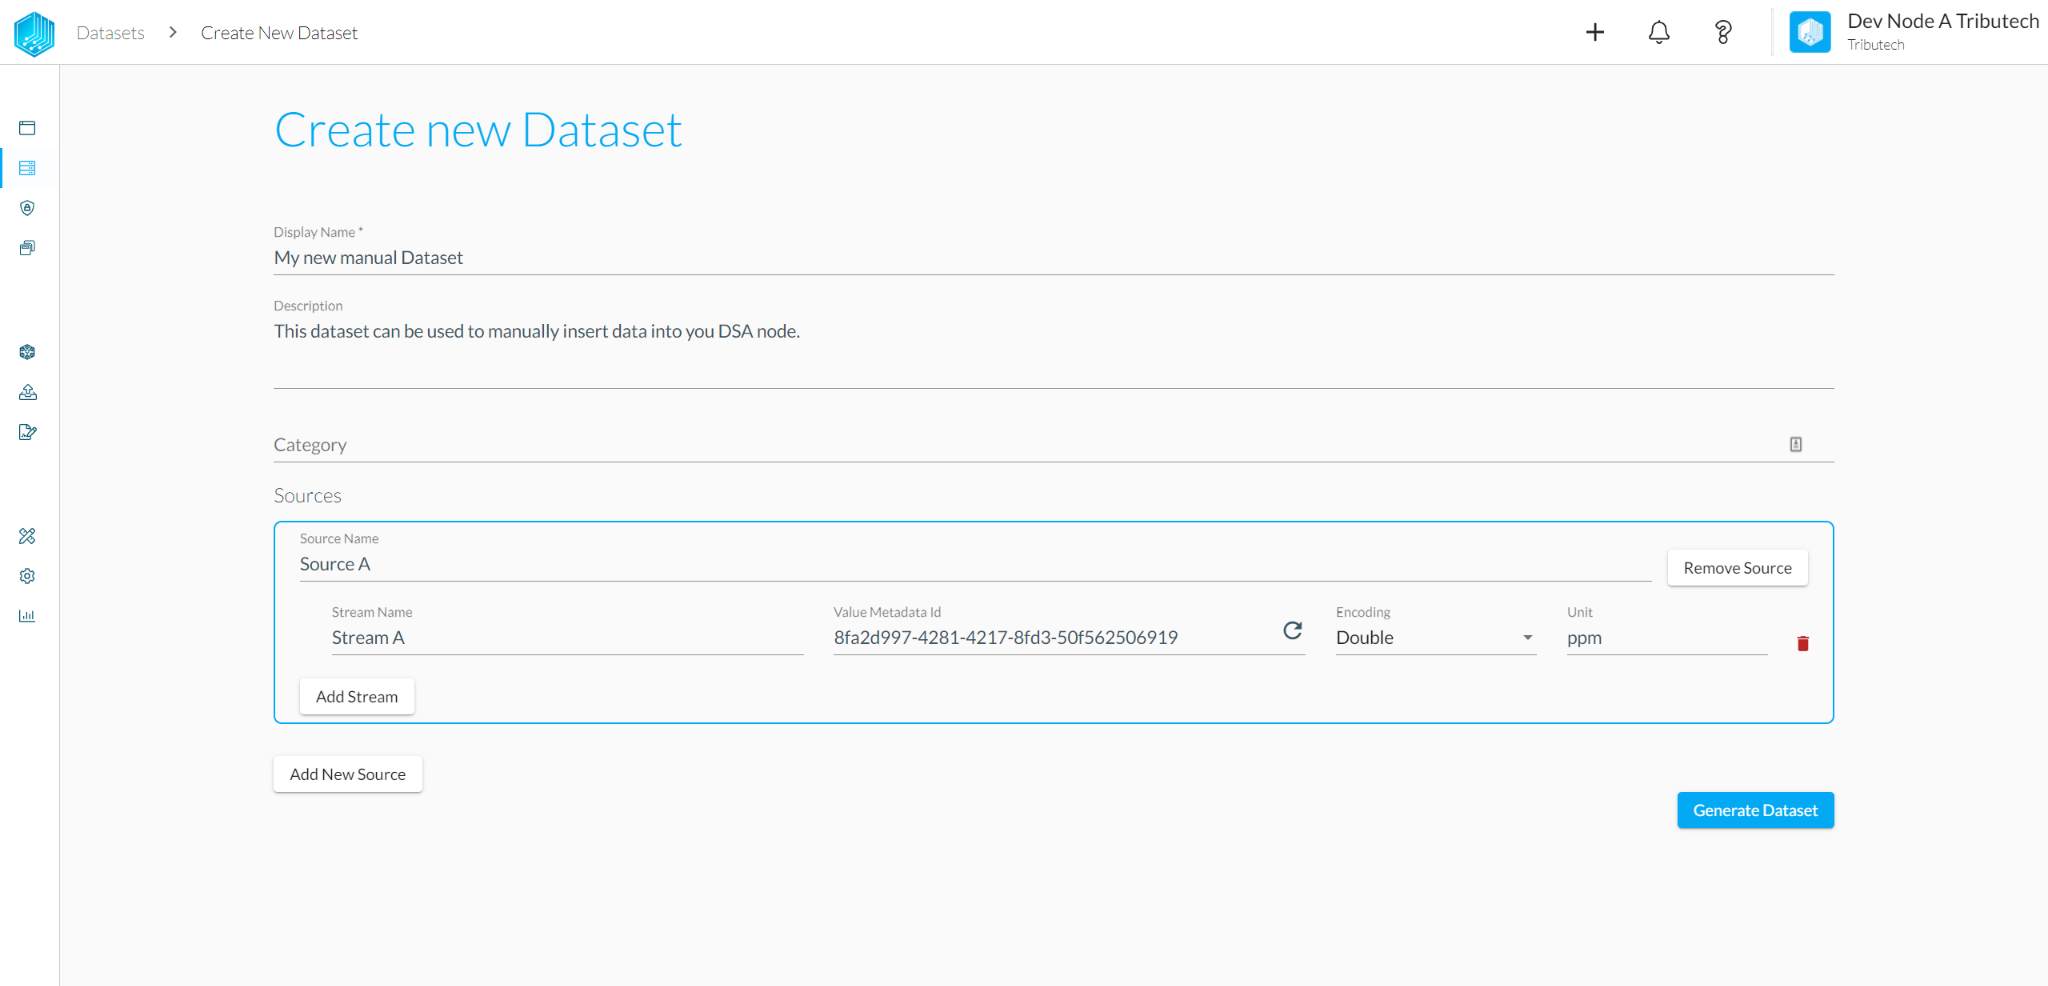 Datasets > Create New Dataset
Dev Node A Tributech
Tributech
Create new Dataset
Display Name *
My new manual Dataset
Description
This dataset can be used to manually insert data into you DSA node.
Category
Sources
Source Name
Source A
Remove Source
Stream Name Value Metadata Id Encoding Unit
Stream A 8fa2d997-4281-4217-8fd3-50f562506919 Double ppm
Add Stream
Add New Source
Generate Dataset